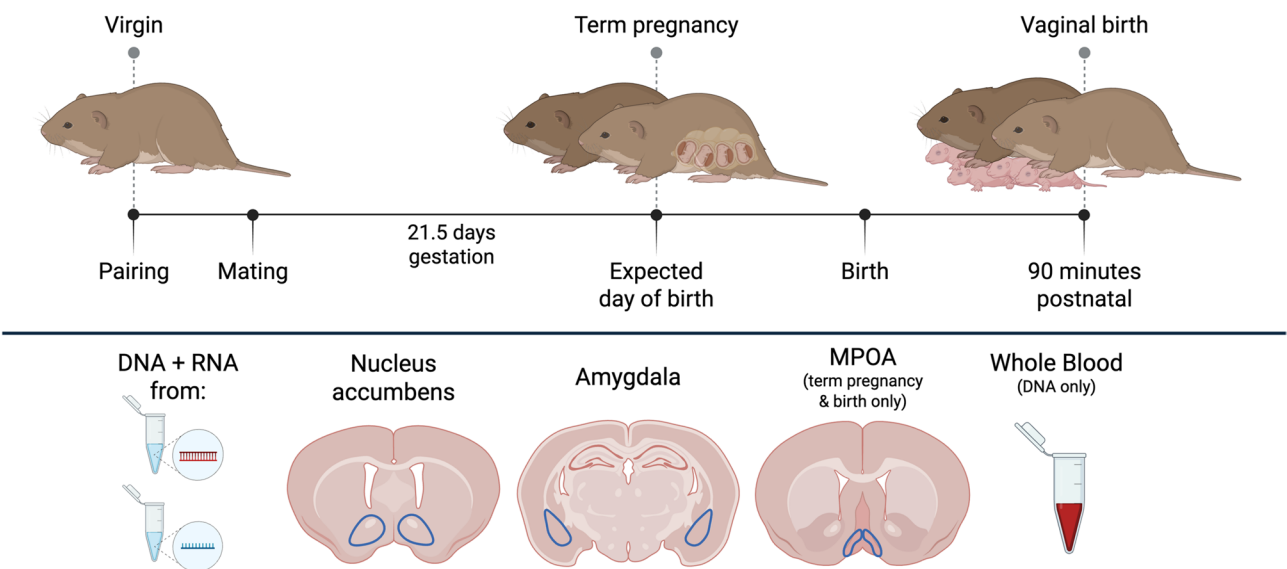 Virgin
Term pregnancy
Vaginal birth
21.5 days
gestation
Pairing
Mating
Expected
day of birth
Birth
90 minutes
postnatal
DNA + RNA
from:
Nucleus
accumbens
Amygdala
MPOA
(term pregnancy
& birth only)
Whole Blood
(DNA only)